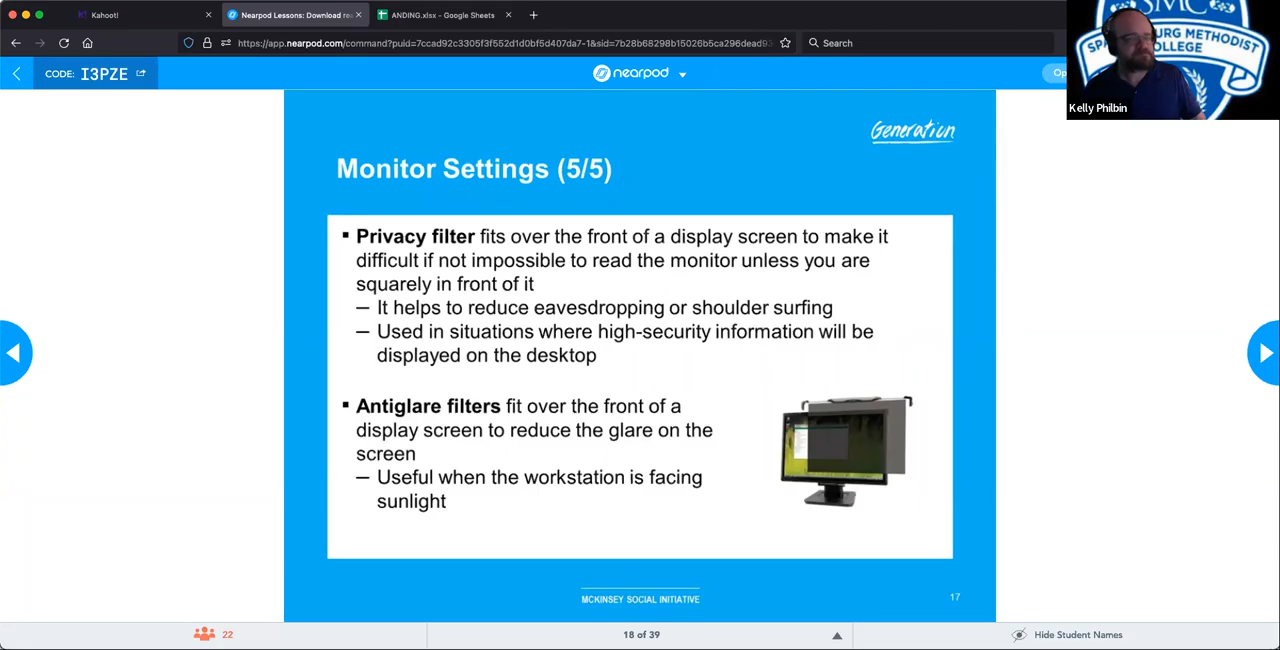 Kahoot!
Nearpod Lessons: Download re
ANDING.xlsx - Google Sheets
https://app.nearpod.com/command?puid=7ccad92c3305f3f552d1d0bf5d407da7-1&sid=7b28b68298b15026b5ca296dead93
Search
CODE: I3PZE
nearpod
Op
SMC
METHODIST
COLLEGE
Kelly Philbin
Generation
Monitor Settings (5/5)
▪ Privacy filter fits over the front of a display screen to make it
difficult if not impossible to read the monitor unless you are
squarely in front of it
– It helps to reduce eavesdropping or shoulder surfing
– Used in situations where high-security information will be
displayed on the desktop
▪ Antiglare filters fit over the front of a
display screen to reduce the glare on the
screen
– Useful when the workstation is facing
sunlight
MCKINSEY SOCIAL INITIATIVE
17
22
18 of 39
Hide Student Names